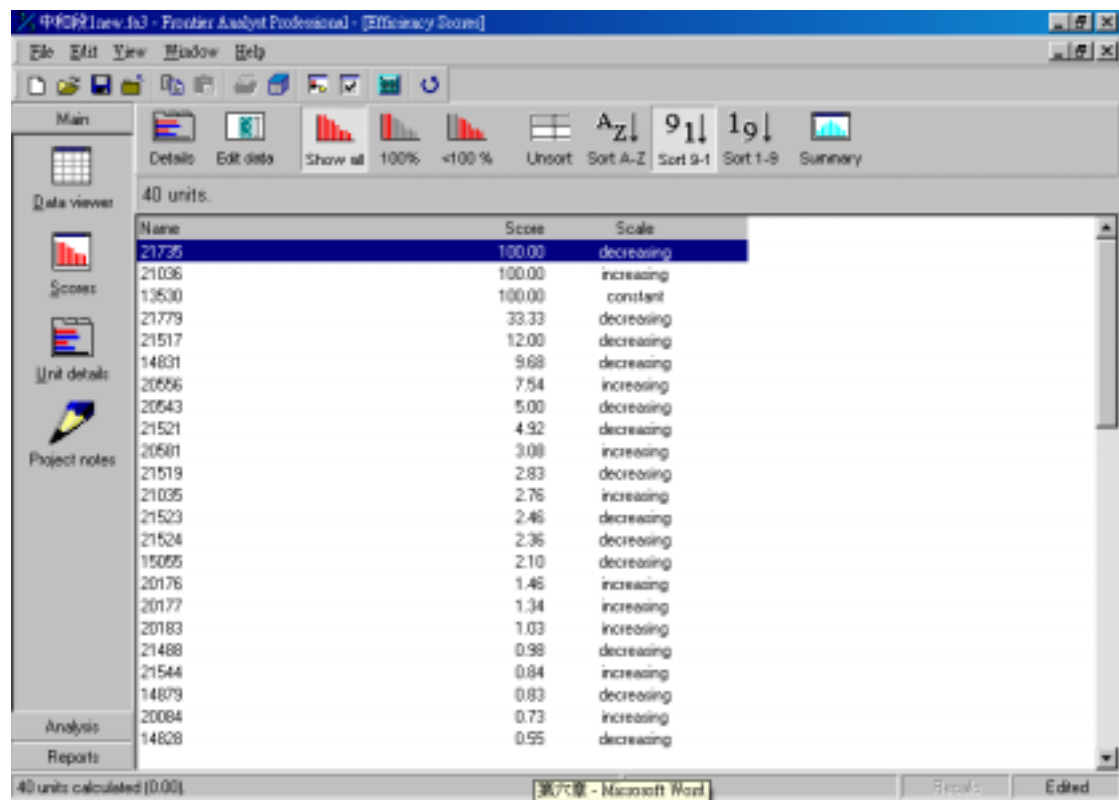 中和段1new.fa3 - Frontier Analyst Professional - [Efficiency Scores]
File Edit View Window Help
Main
Details Edit data Show all 100% <100 % Unsort Sort A-Z Sort 9-1 Sort 1-9 Summary
Data viewer
Scores
Unit details
Project notes
Analysis
Reports
40 units.
Name Score Scale
21735 100.00 decreasing
21036 100.00 increasing
13530 100.00 constant
21779 33.33 decreasing
21517 12.00 decreasing
14831 9.68 decreasing
20556 7.54 increasing
20543 5.00 decreasing
21521 4.92 decreasing
20581 3.08 increasing
21519 2.83 decreasing
21035 2.76 increasing
21523 2.46 decreasing
21524 2.36 decreasing
15055 2.10 decreasing
20176 1.46 increasing
20177 1.34 increasing
20183 1.03 increasing
21488 0.98 decreasing
21544 0.84 increasing
14879 0.83 decreasing
20084 0.73 increasing
14828 0.55 decreasing
40 units calculated (0.00). 第六章 - Microsoft Word Results Edited